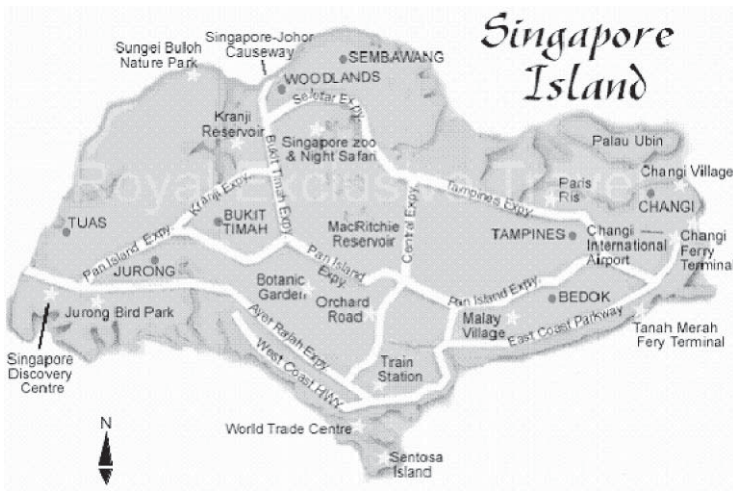 Singapore
Island
Singapore-Johor
Causeway
Sungei Buloh
Nature Park
SEMBAWANG
WOODLANDS
Seletar Expy.
Kranji
Reservoir
Singapore zoo
& Night Safari
Palau Ubin
Royal Exclusive Travel
Changi Village
Bukit Timah Expy.
Kranji Expy.
Paris
Ris
Tampines Expy.
CHANGI
TUAS
BUKIT
TIMAH
MacRitchie
Reservoir
Central Expy.
TAMPINES
Changi
International
Airport
Changi
Ferry
Terminal
Pan Island Expy.
JURONG
Pan Island
Expy.
Botanic
Garden
Orchard
Road
Pan Island Expy.
BEDOK
Malay
Village
East Coast Parkway
Jurong Bird Park
Ayer Rajah Expy
Tanah Merah
Fery Terminal
Singapore
Discovery
Centre
West Coast HWY
Train
Station
N
World Trade Centre
Sentosa
Island